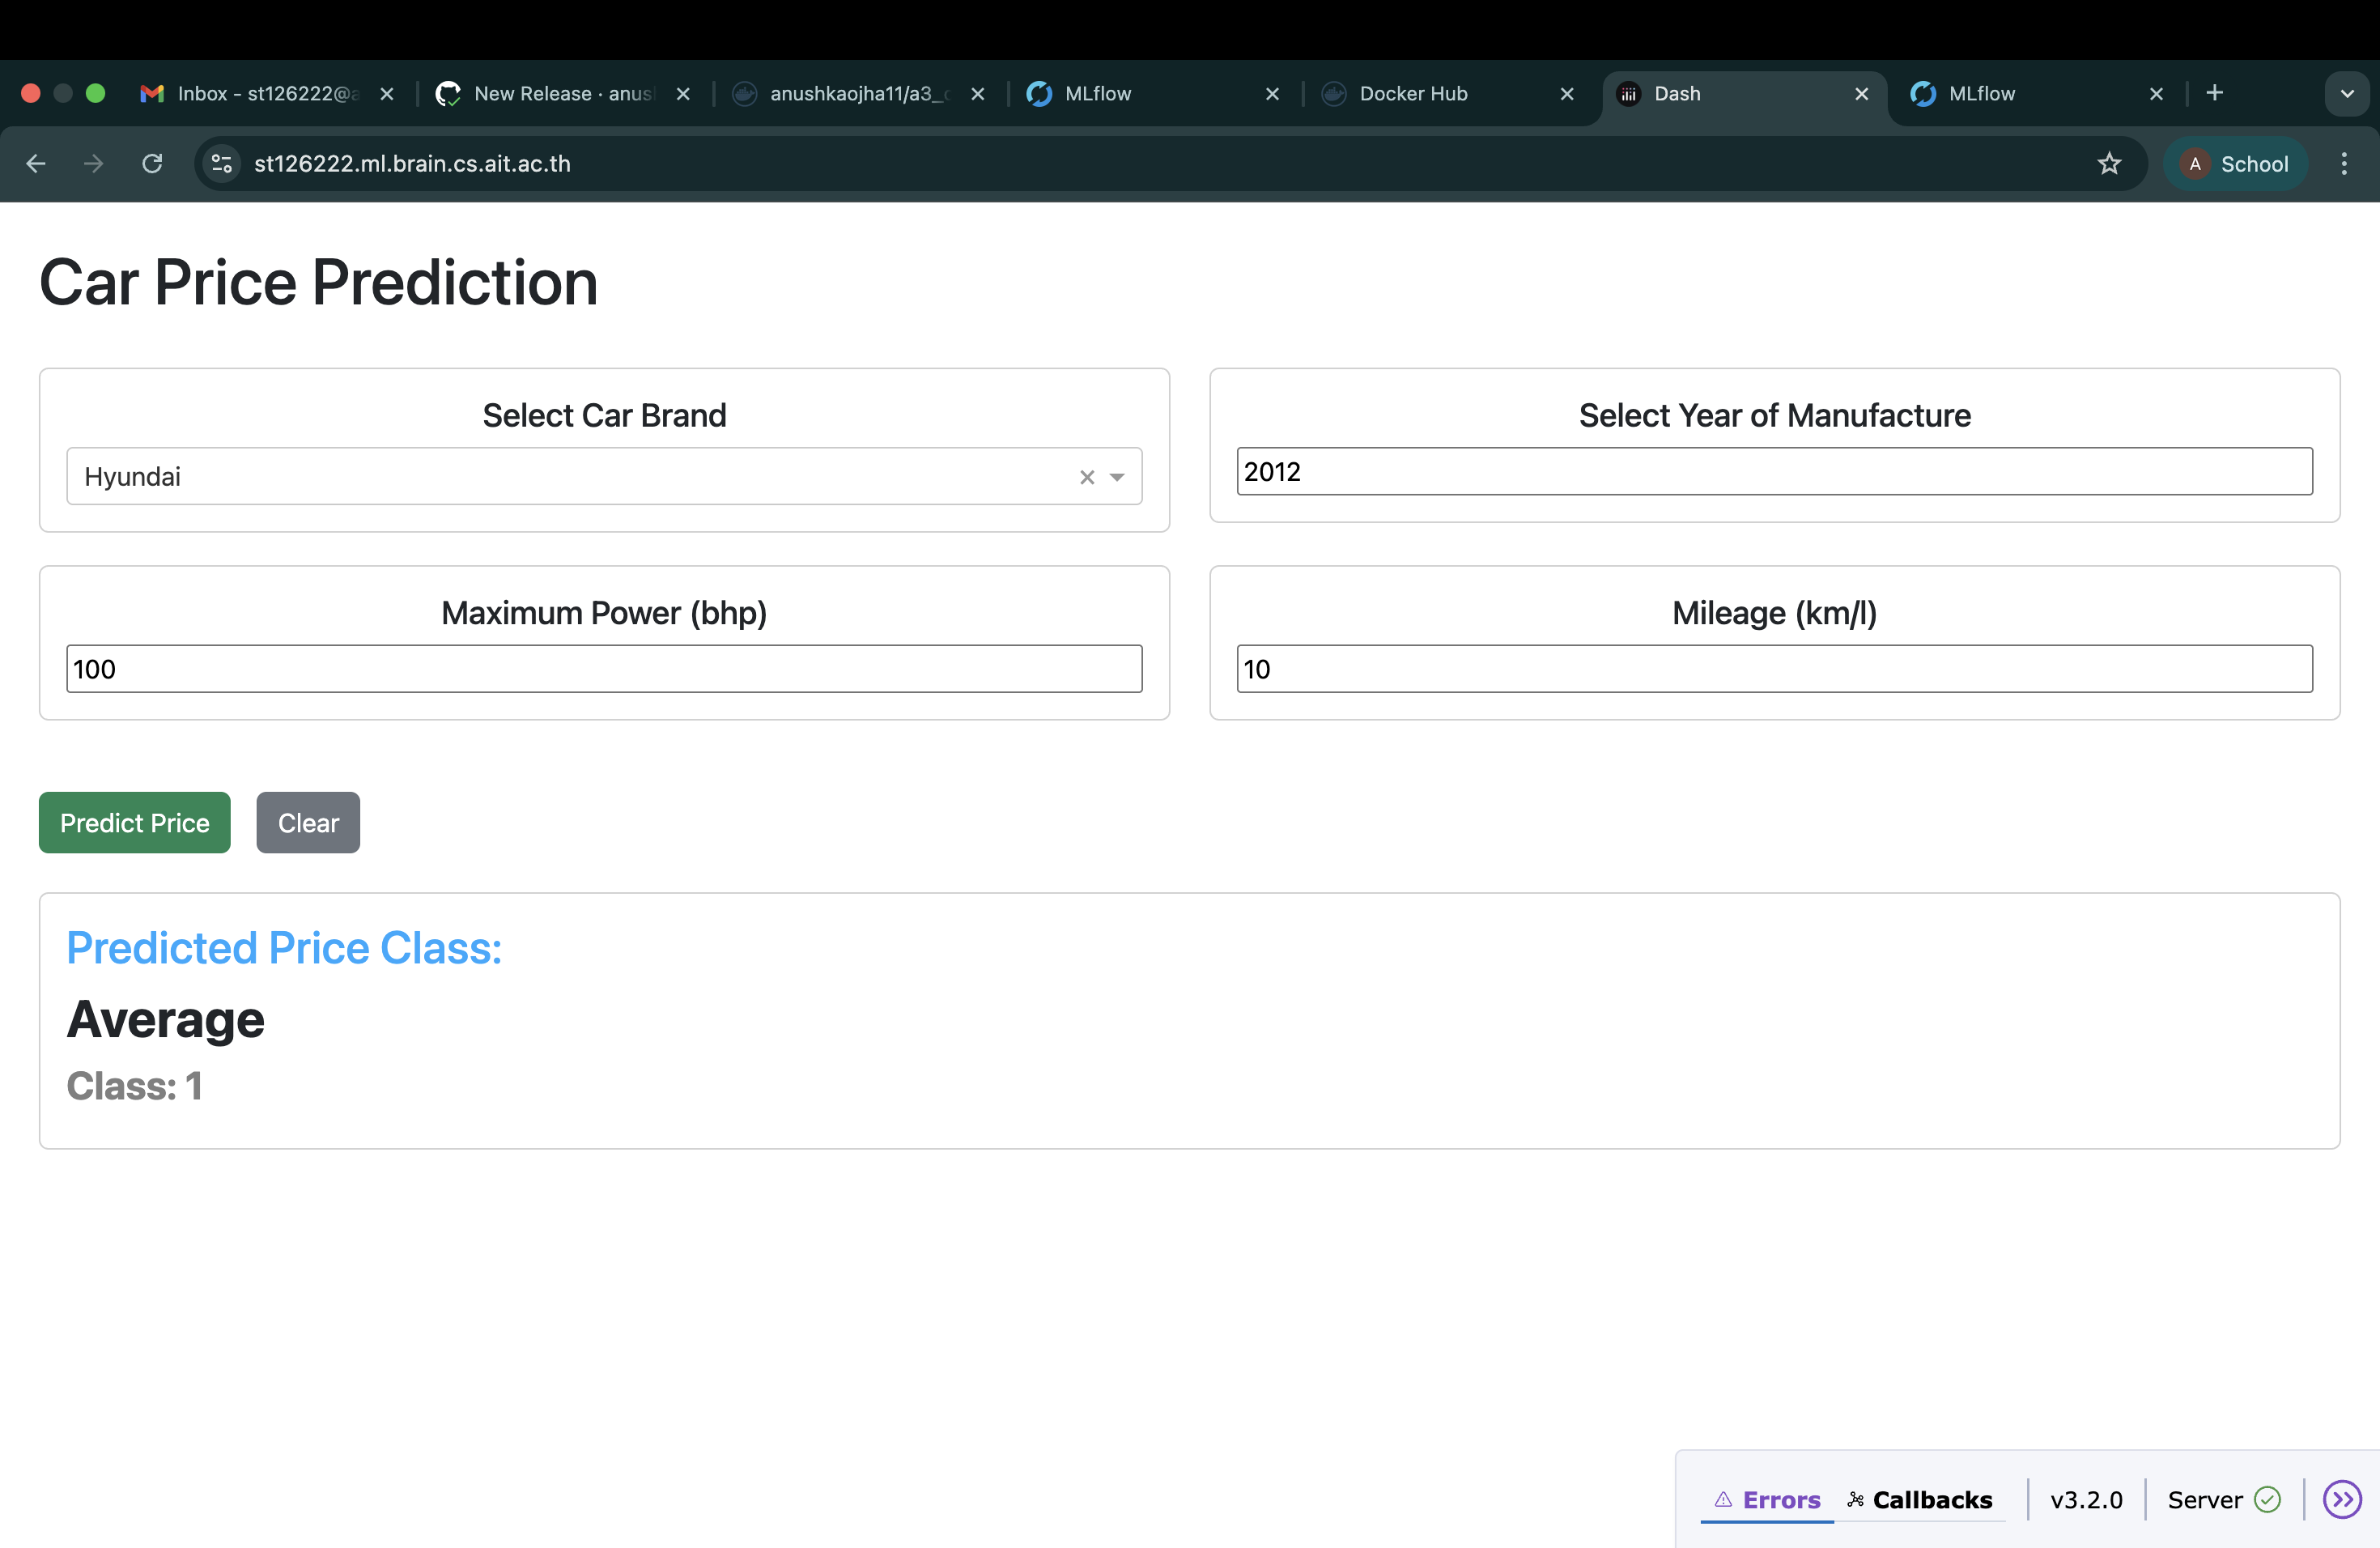 Inbox - st126222@a
New Release · anus
anushkaojha11/a3_
MLflow
Docker Hub
Dash
MLflow
st126222.ml.brain.cs.ait.ac.th
A School
Car Price Prediction
Select Car Brand
Hyundai
Select Year of Manufacture
2012
Maximum Power (bhp)
100
Mileage (km/l)
10
Predict Price
Clear
Predicted Price Class:
Average
Class: 1
Errors
Callbacks
v3.2.0
Server